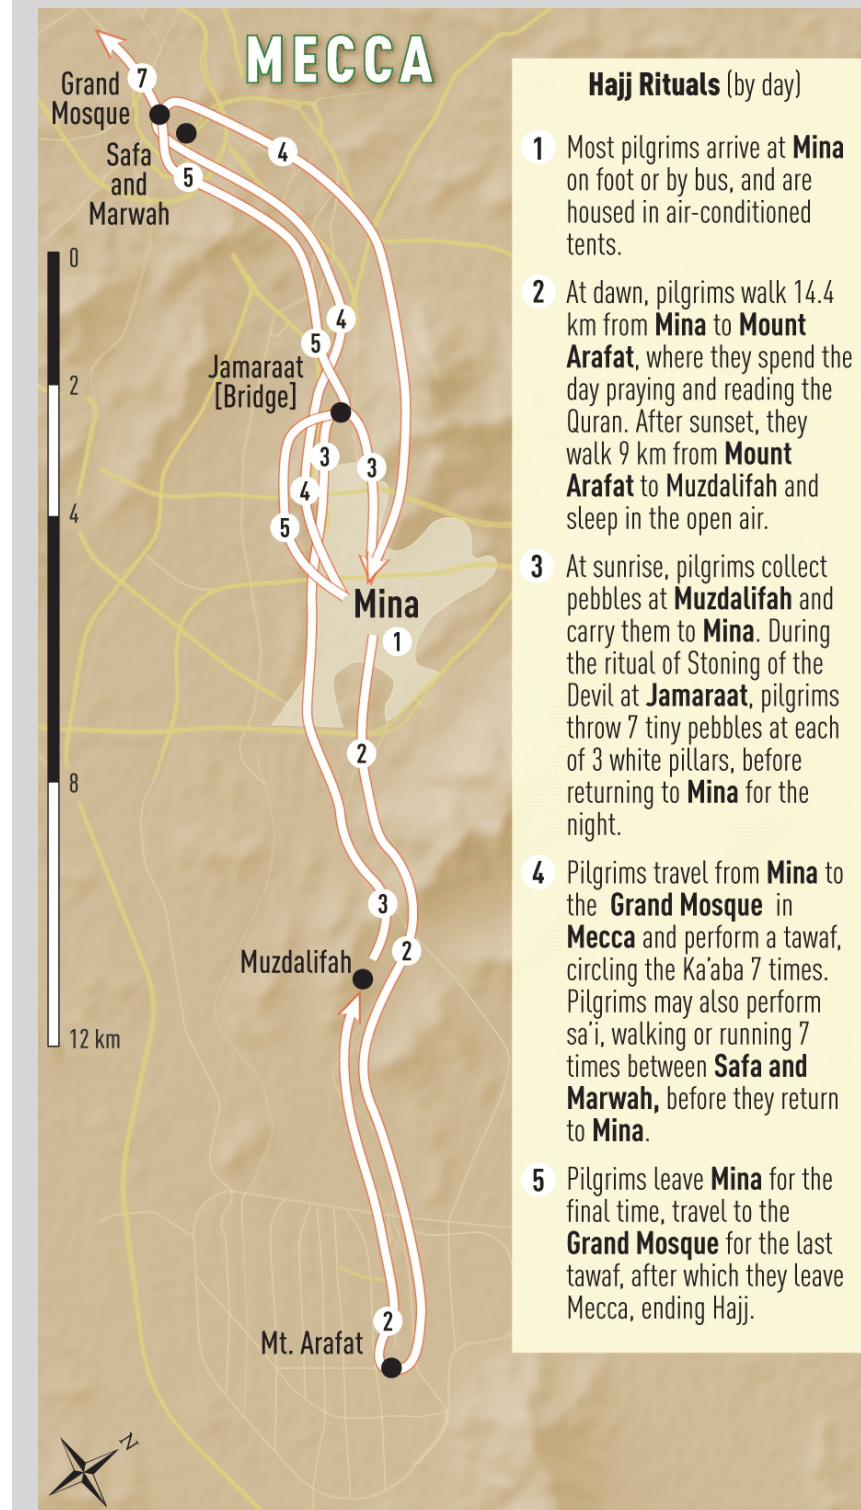 MECCA
7
Grand
Mosque
Safa
and
Marwah
4
5
0
4
5
Jamaraat
[Bridge]
2
3
3
4
4
5
Mina
1
2
8
3
2
Muzdalifah
12 km
2
Mt. Arafat
N
Hajj Rituals (by day)
1 Most pilgrims arrive at Mina
on foot or by bus, and are
housed in air-conditioned
tents.
2 At dawn, pilgrims walk 14.4
km from Mina to Mount
Arafat, where they spend the
day praying and reading the
Quran. After sunset, they
walk 9 km from Mount
Arafat to Muzdalifah and
sleep in the open air.
3 At sunrise, pilgrims collect
pebbles at Muzdalifah and
carry them to Mina. During
the ritual of Stoning of the
Devil at Jamaraat, pilgrims
throw 7 tiny pebbles at each
of 3 white pillars, before
returning to Mina for the
night.
4 Pilgrims travel from Mina to
the Grand Mosque in
Mecca and perform a tawaf,
circling the Ka'aba 7 times.
Pilgrims may also perform
sa'i, walking or running 7
times between Safa and
Marwah, before they return
to Mina.
5 Pilgrims leave Mina for the
final time, travel to the
Grand Mosque for the last
tawaf, after which they leave
Mecca, ending Hajj.